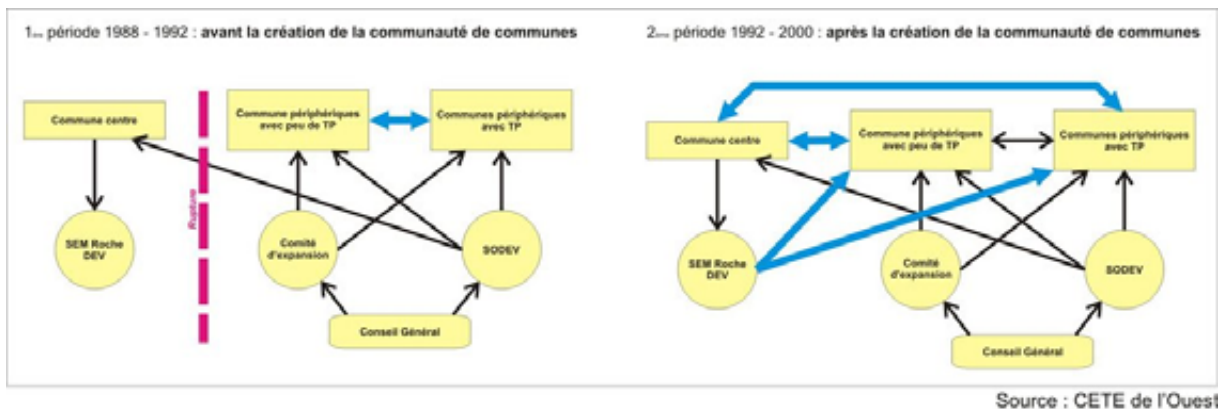 1ère période 1988 - 1992 : avant la création de la communauté de communes
Commune centre
Commune périphériques
avec peu de TP
Communes périphériques
avec TP
Rupture
SEM Roche
DEV
Comité
d'expansion
SODEV
Conseil Général
2ème période 1992 - 2000 : après la création de la communauté de communes
Commune centre
Commune périphériques
avec peu de TP
Communes périphériques
avec TP
SEM Roche
DEV
Comité
d'expansion
SODEV
Conseil Général
Source : CETE de l'Ouest